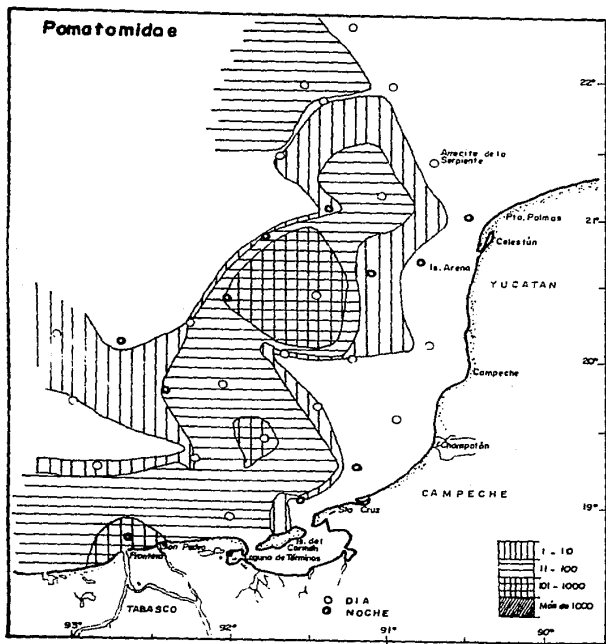 Pomatomidae
22°
Arrecife de la
Serpiente
21°
Pta. Palmas
Celestún
Is. Arena
YUCATAN
20°
Campeche
Champotón
19°
CAMPECHE
Sta Cruz
Is. del
Carmen
Laguna de Términos
San Pedro
Frontera
TABASCO
DIA
NOCHE
1 - 10
11 - 100
101 - 1000
Más de 1000
93°
92°
91°
90°